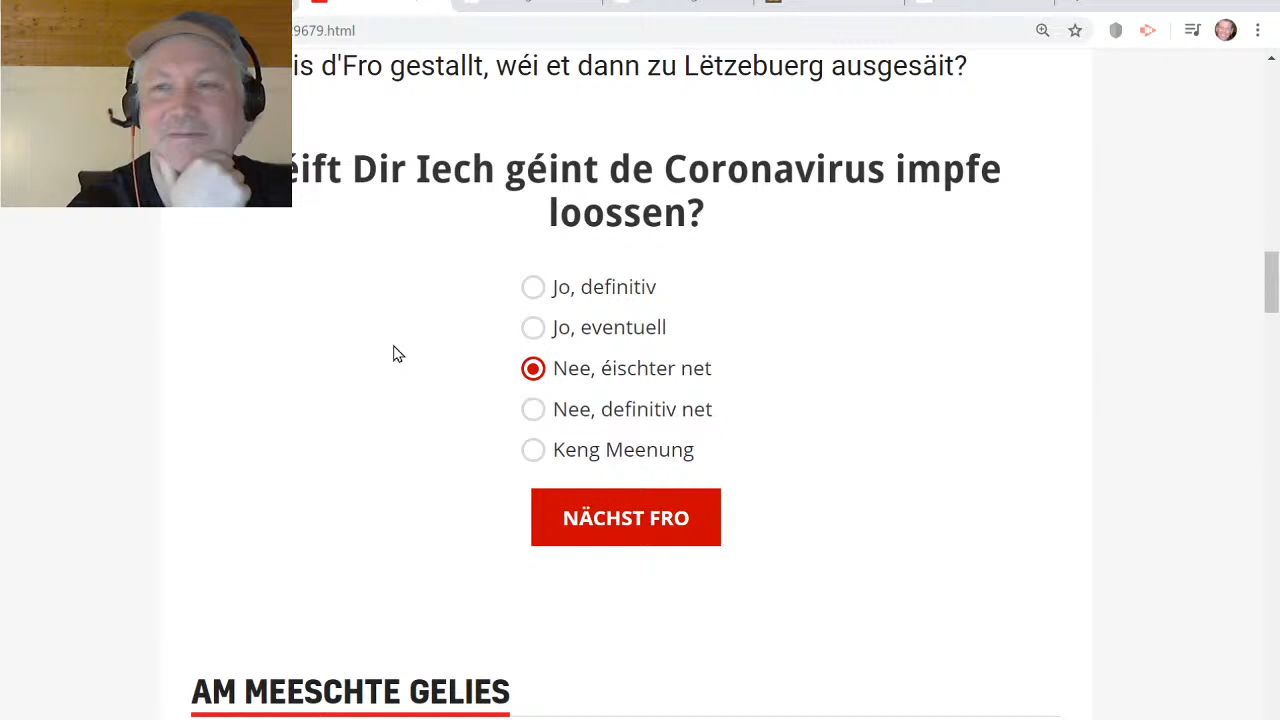 9679.html
is d'Fro gestallt, wéi et dann zu Lëtzebuerg ausgesäit?
éift Dir Iech géint de Coronavirus impfe
loossen?
Jo, definitiv
Jo, eventuell
Nee, éischter net
Nee, definitiv net
Keng Meenung
NÄCHST FRO
AM MEESCHTE GELIES